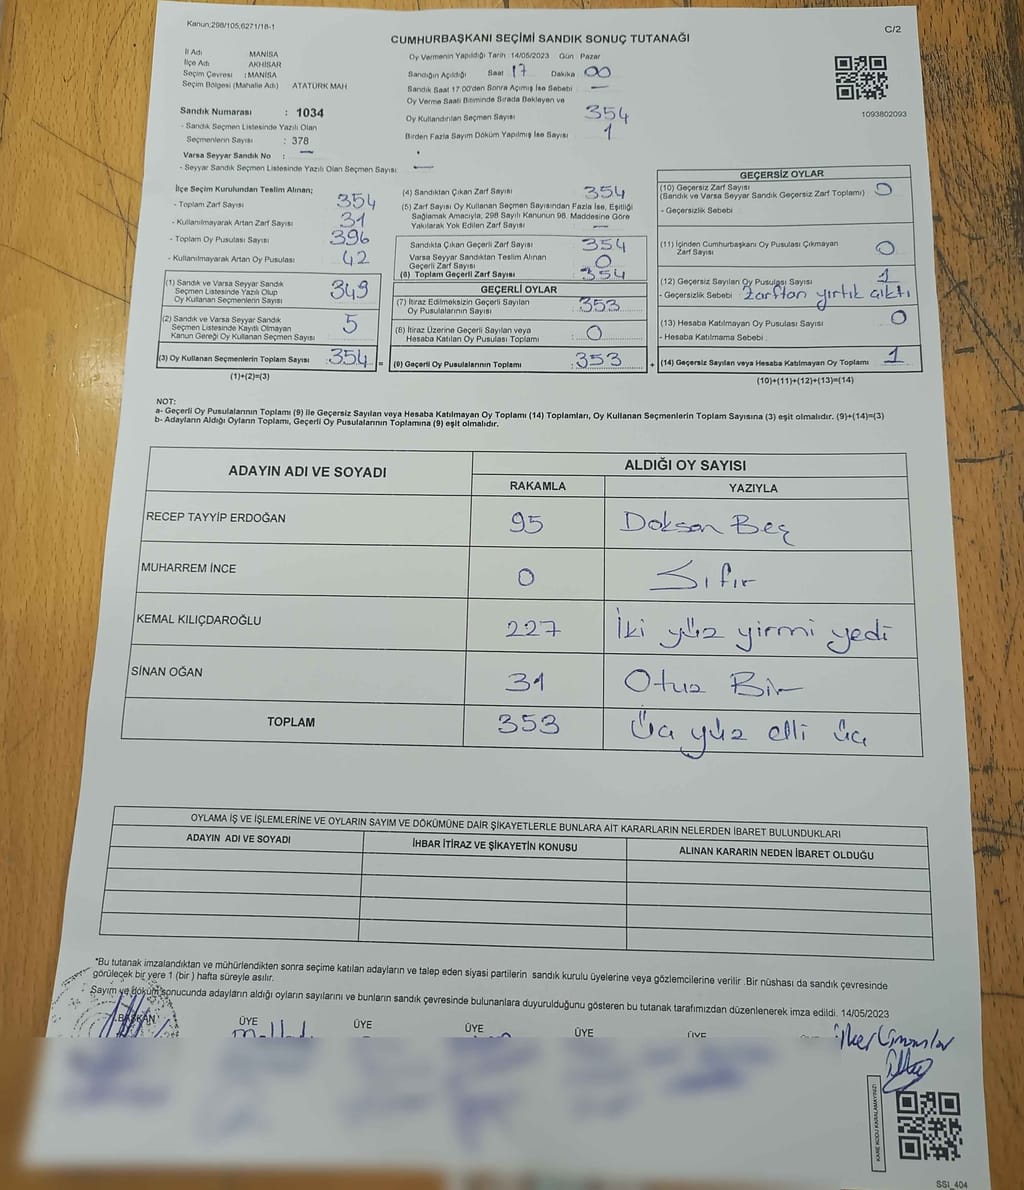 Kanun;298/105,6271/18-1
C/2
CUMHURBAŞKANI SEÇİMİ SANDIK SONUÇ TUTANAĞI
İl Adı MANİSA
İlçe Adı AKHİSAR
Seçim Çevresi : MANİSA
Seçim Bölgesi (Mahalle Adı) ATATÜRK MAH
Sandık Numarası : 1034
- Sandık Seçmen Listesinde Yazılı Olan
Seçmenlerin Sayısı : 378
Varsa Seyyar Sandık No : —
- Seyyar Sandık Seçmen Listesinde Yazılı Olan Seçmen Sayısı —
Oy Vermenin Yapıldığı Tarih 14/05/2023 Gün Pazar
Sandığın Açıldığı Saat 17 Dakika 00
Sandık Saat 17.00'den Sonra Açımış İse Sebebi —
Oy Verme Saati Bitiminde Sırada Bekleyen ve
Oy Kullandırılan Seçmen Sayısı 354
Birden Fazla Sayım Döküm Yapılmış İse Sayısı 1
1093802093
İlçe Seçim Kurulundan Teslim Alınan;
- Toplam Zarf Sayısı 354
- Kullanılmayarak Artan Zarf Sayısı 31
- Toplam Oy Pusulası Sayısı 396
- Kullanılmayarak Artan Oy Pusulası 42
(1) Sandık ve Varsa Seyyar Sandık
Seçmen Listesinde Yazılı Olup
Oy Kullanan Seçmenlerin Sayısı 349
(2) Sandık ve Varsa Seyyar Sandık
Seçmen Listesinde Kayıtlı Olmayan
Kanun Gereği Oy Kullanan Seçmen Sayısı 5
(3) Oy Kullanan Seçmenlerin Toplam Sayısı : 354 =
(1)+(2)=(3)
(4) Sandıktan Çıkan Zarf Sayısı 354
(5) Zarf Sayısı Oy Kullanan Seçmen Sayısından Fazla İse, Eşitliği
Sağlamak Amacıyla, 298 Sayılı Kanunun 98. Maddesine Göre
Yakılarak Yok Edilen Zarf Sayısı —
Sandıkta Çıkan Geçerli Zarf Sayısı 354
Varsa Seyyar Sandıktan Teslim Alınan
Geçerli Zarf Sayısı 0
(6) Toplam Geçerli Zarf Sayısı 354
GEÇERLİ OYLAR
(7) İtiraz Edilmeksizin Geçerli Sayılan
Oy Pusulalarının Sayısı : 353
(8) İtiraz Üzerine Geçerli Sayılan veya
Hesaba Katılan Oy Pusulası Toplamı : 0
(9) Geçerli Oy Pusulalarının Toplamı : 353 +
GEÇERSİZ OYLAR
(10) Geçersiz Zarf Sayısı 0
(Sandık ve Varsa Seyyar Sandık Geçersiz Zarf Toplamı)
- Geçersizlik Sebebi
(11) İçinden Cumhurbaşkanı Oy Pusulası Çıkmayan
Zarf Sayısı 0
(12) Geçersiz Sayılan Oy Pusulası Sayısı 1
- Geçersizlik Sebebi Zarftan yırtık çıktı
(13) Hesaba Katılmayan Oy Pusulası Sayısı 0
- Hesaba Katılmama Sebebi
(14) Geçersiz Sayılan veya Hesaba Katılmayan Oy Toplamı 1
(10)+(11)+(12)+(13)=(14)
NOT:
a- Geçerli Oy Pusulalarının Toplamı (9) ile Geçersiz Sayılan veya Hesaba Katılmayan Oy Toplamı (14) Toplamları, Oy Kullanan Seçmenlerin Toplam Sayısına (3) eşit olmalıdır. (9)+(14)=(3)
b- Adayların Aldığı Oyların Toplamı, Geçerli Oy Pusulalarının Toplamına (9) eşit olmalıdır.
ADAYIN ADI VE SOYADI
ALDIĞI OY SAYISI
RAKAMLA YAZIYLA
RECEP TAYYİP ERDOĞAN 95 Doksan Beş
MUHARREM İNCE 0 Sıfır
KEMAL KILIÇDAROĞLU 227 İki yüz yirmi yedi
SİNAN OĞAN 31 Otuz Bir
TOPLAM 353 Üç yüz elli üç
OYLAMA İŞ VE İŞLEMLERİNE VE OYLARIN SAYIM VE DÖKÜMÜNE DAİR ŞİKAYETLERLE BUNLARA AİT KARARLARIN NELERDEN İBARET BULUNDUKLARI
ADAYIN ADI VE SOYADI İHBAR İTİRAZ VE ŞİKAYETİN KONUSU ALINAN KARARIN NEDEN İBARET OLDUĞU
*Bu tutanak imzalandıktan ve mühürlendikten sonra seçime katılan adayların ve talep eden siyasi partilerin sandık kurulu üyelerine veya gözlemcilerine verilir .Bir nüshası da sandık çevresinde
görülecek bir yere 1 (bir ) hafta süreyle asılır.
Sayım ve döküm sonucunda adayların aldığı oyların sayılarını ve bunların sandık çevresinde bulunanlara duyurulduğunu gösteren bu tutanak tarafımızdan düzenlenerek imza edildi. 14/05/2023
BAŞKAN ÜYE ÜYE ÜYE ÜYE ÜYE
KARE KODU KARALAMAYINIZ!
SSI_404